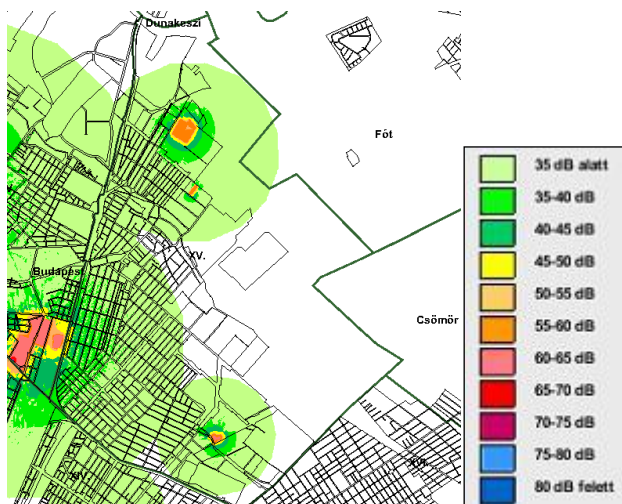 Dunakeszi
Fót
XV.
Budapest
Csömör
XIV.
XVI.
35 dB alatt
35-40 dB
40-45 dB
45-50 dB
50-55 dB
55-60 dB
60-65 dB
65-70 dB
70-75 dB
75-80 dB
80 dB felett